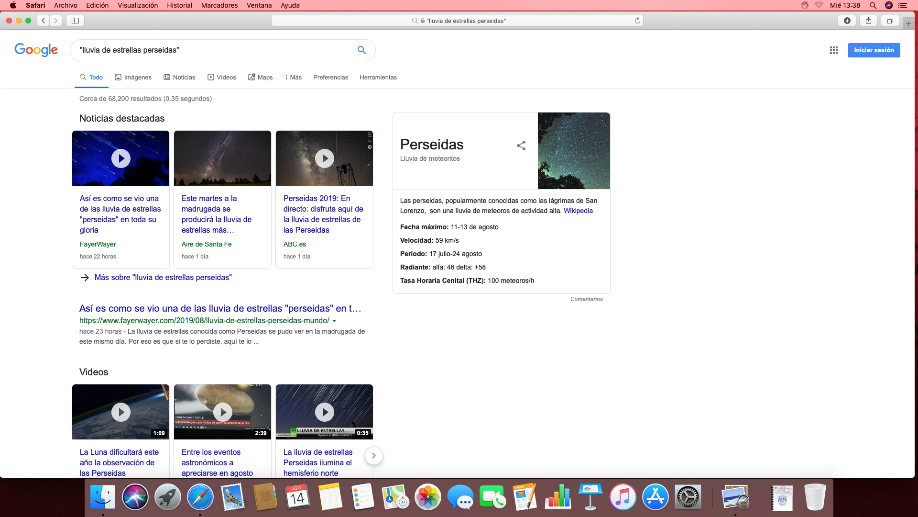 Safari Archivo Edición Visualización Historial Marcadores Ventana Ayuda Mié 13:38
"lluvia de estrellas perseidas"
Google "lluvia de estrellas perseidas" Iniciar sesión
Todo Imágenes Noticias Videos Maps Más Preferencias Herramientas
Cerca de 68,200 resultados (0.35 segundos)
Noticias destacadas
Así es como se vio una
de las lluvia de estrellas
"perseidas" en toda su
gloria
FayerWayer
hace 22 horas
Este martes a la
madrugada se
producirá la lluvia de
estrellas más…
Aire de Santa Fe
hace 1 día
Perseidas 2019: En
directo: disfruta aquí de
la lluvia de estrellas de
las Perseidas
ABC.es
hace 1 día
Más sobre "lluvia de estrellas perseidas"
Así es como se vio una de las lluvia de estrellas "perseidas" en t…
https://www.fayerwayer.com/2019/08/lluvia-de-estrellas-perseidas-mundo/
hace 23 horas - La lluvia de estrellas conocida como Perseidas se pudo ver en la madrugada de
este mismo día. Por eso es que si te lo perdiste, aquí te lo ...
Videos
1:09
La Luna dificultará este
año la observación de
las Perseidas
2:39
Entre los eventos
astronómicos a
apreciarse en agosto
LLUVIA DE ESTRELLAS
0:35
La lluvia de estrellas
Perseidas ilumina el
hemisferio norte
Perseidas
Lluvia de meteoritos
Las perseidas, popularmente conocidas como las lágrimas de San
Lorenzo, son una lluvia de meteoros de actividad alta. Wikipedia
Fecha máximo: 11-13 de agosto
Velocidad: 59 km/s
Período: 17 julio-24 agosto
Radiante: alfa: 46 delta: +58
Tasa Horaria Cenital (THZ): 100 meteoros/h
Comentarios
AGO
14